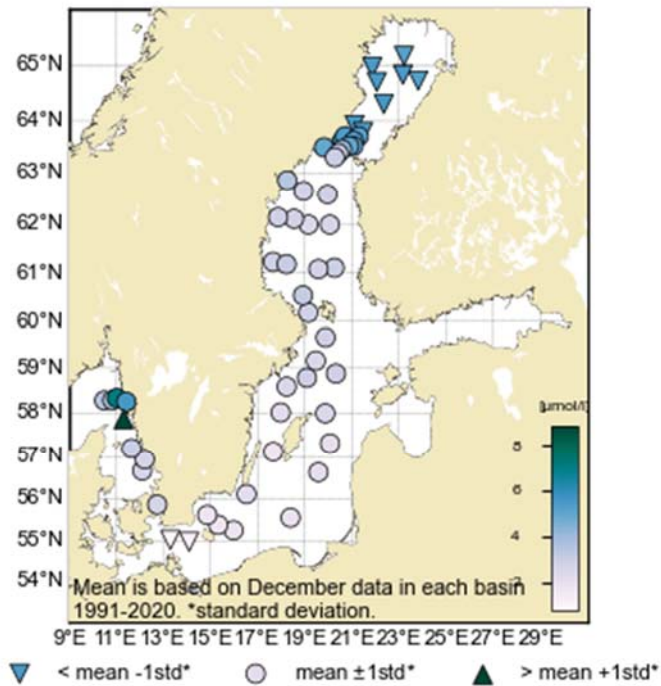 65°N
64°N
63°N
62°N
61°N
60°N
59°N
58°N
[µmol/l]
57°N
8
6
56°N
4
55°N
2
54°N
Mean is based on December data in each basin
1991-2020. *standard deviation.
9°E 11°E 13°E 15°E 17°E 19°E 21°E 23°E 25°E 27°E 29°E
< mean -1std* mean ±1std* > mean +1std*